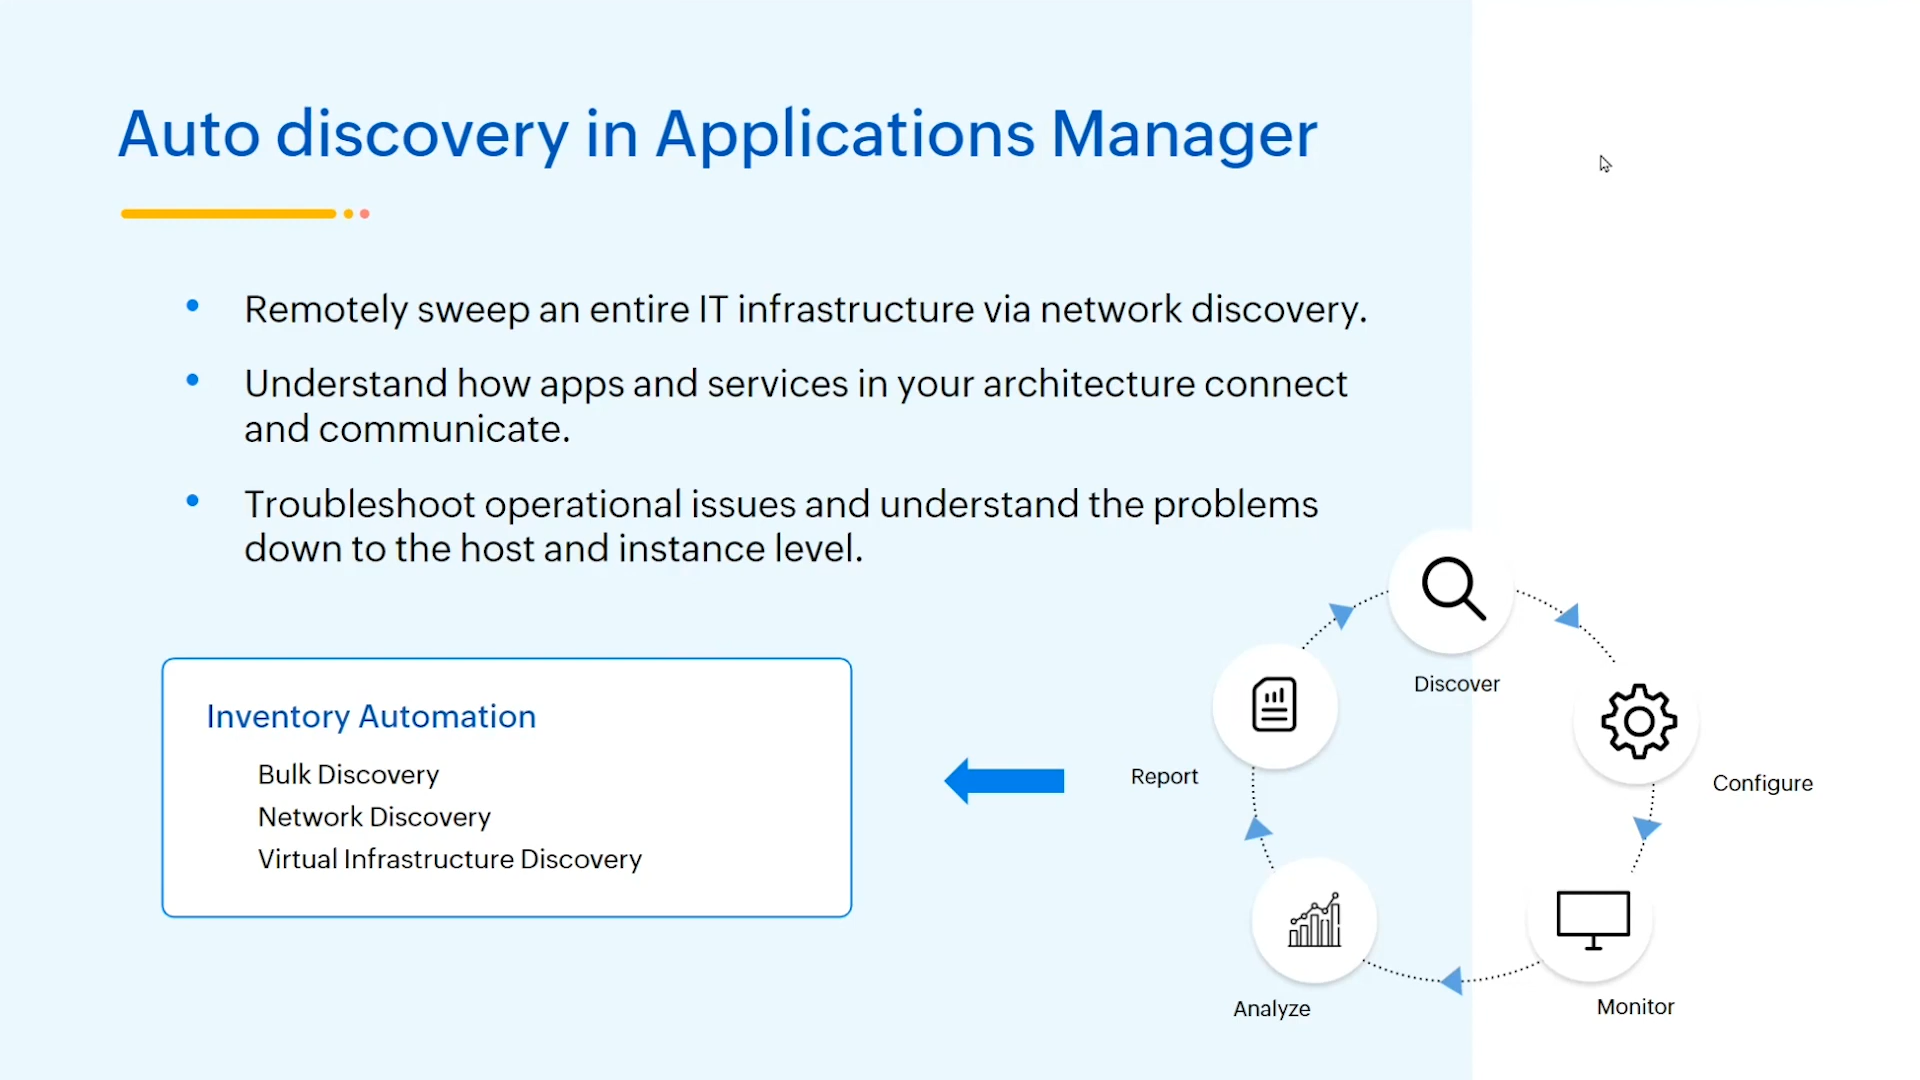 Auto discovery in Applications Manager
Remotely sweep an entire IT infrastructure via network discovery.
Understand how apps and services in your architecture connect
and communicate.
Troubleshoot operational issues and understand the problems
down to the host and instance level.
Inventory Automation
Bulk Discovery
Network Discovery
Virtual Infrastructure Discovery
Discover
Configure
Monitor
Analyze
Report